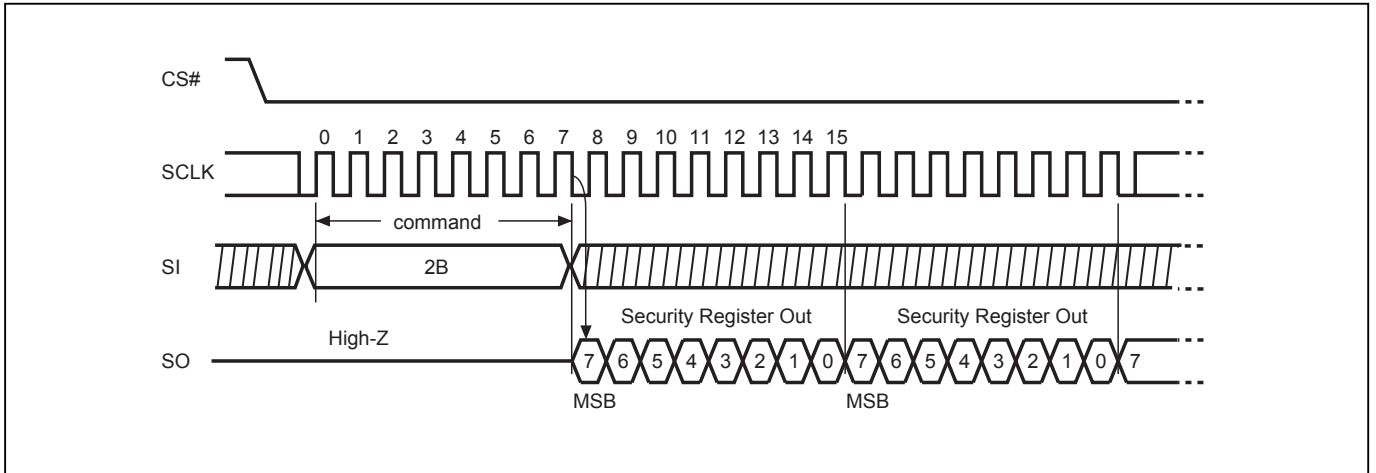 CS#
0 1 2 3 4 5 6 7 8 9 10 11 12 13 14 15
SCLK
command
SI
2B
Security Register Out Security Register Out
High-Z
SO
7 6 5 4 3 2 1 0 7 6 5 4 3 2 1 0 7
MSB MSB